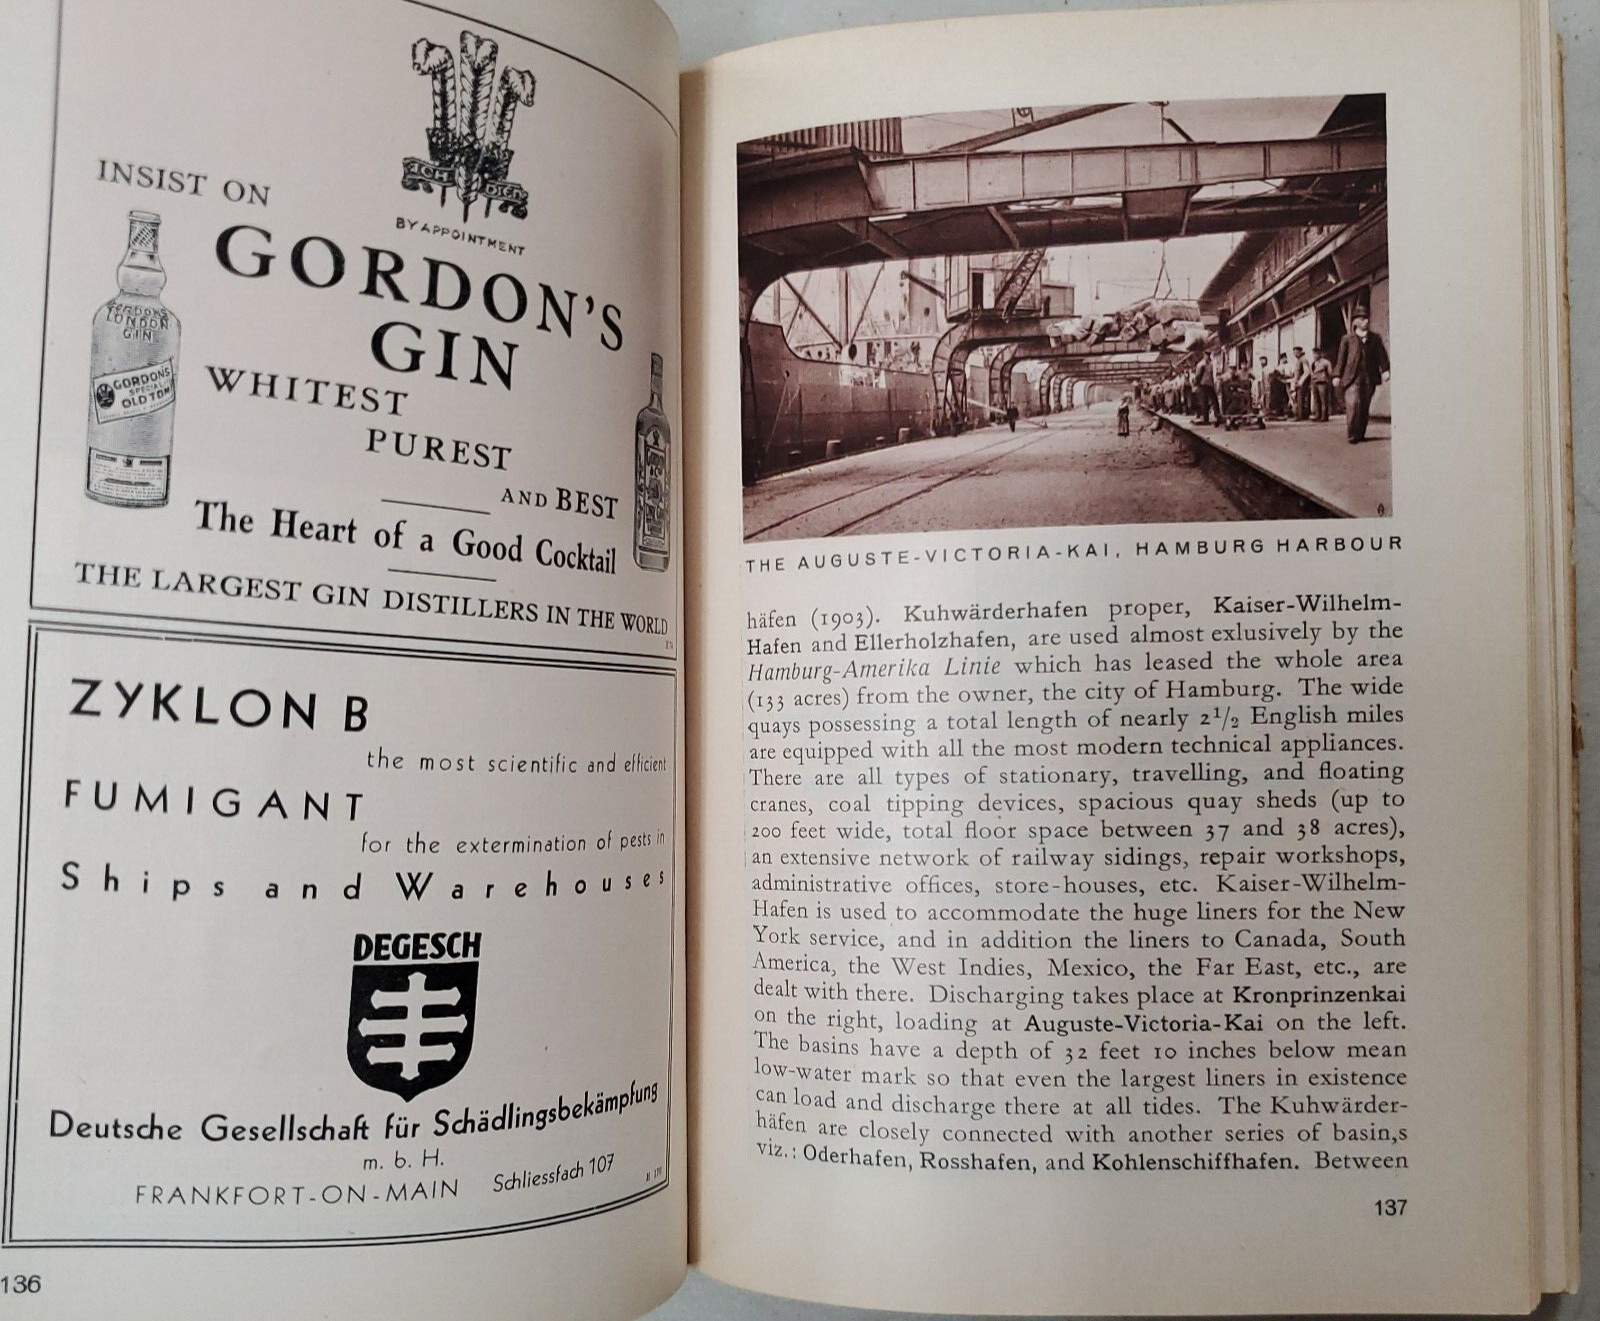 ICH DIEN
BY APPOINTMENT
INSIST ON
GORDON'S
GIN
WHITEST
PUREST
AND BEST
The Heart of a Good Cocktail
THE LARGEST GIN DISTILLERS IN THE WORLD
GORDON'S
LONDON
GIN
GORDON'S
SPECIAL
OLD TOM
ZYKLON B
the most scientific and efficient
FUMIGANT
for the extermination of pests in
Ships and Warehouses
DEGESCH
Deutsche Gesellschaft für Schädlingsbekämpfung
m. b. H.
FRANKFORT-ON-MAIN Schliessfach 107
136
THE AUGUSTE-VICTORIA-KAI, HAMBURG HARBOUR
häfen (1903). Kuhwärderhafen proper, Kaiser-Wilhelm-
Hafen and Ellerholzhafen, are used almost exlusively by the
Hamburg-Amerika Linie which has leased the whole area
(133 acres) from the owner, the city of Hamburg. The wide
quays possessing a total length of nearly 2 1/2 English miles
are equipped with all the most modern technical appliances.
There are all types of stationary, travelling, and floating
cranes, coal tipping devices, spacious quay sheds (up to
200 feet wide, total floor space between 37 and 38 acres),
an extensive network of railway sidings, repair workshops,
administrative offices, store-houses, etc. Kaiser-Wilhelm-
Hafen is used to accommodate the huge liners for the New
York service, and in addition the liners to Canada, South
America, the West Indies, Mexico, the Far East, etc., are
dealt with there. Discharging takes place at Kronprinzenkai
on the right, loading at Auguste-Victoria-Kai on the left.
The basins have a depth of 32 feet 10 inches below mean
low-water mark so that even the largest liners in existence
can load and discharge there at all tides. The Kuhwärder-
häfen are closely connected with another series of basin,s
viz.: Oderhafen, Rosshafen, and Kohlenschiffhafen. Between
137